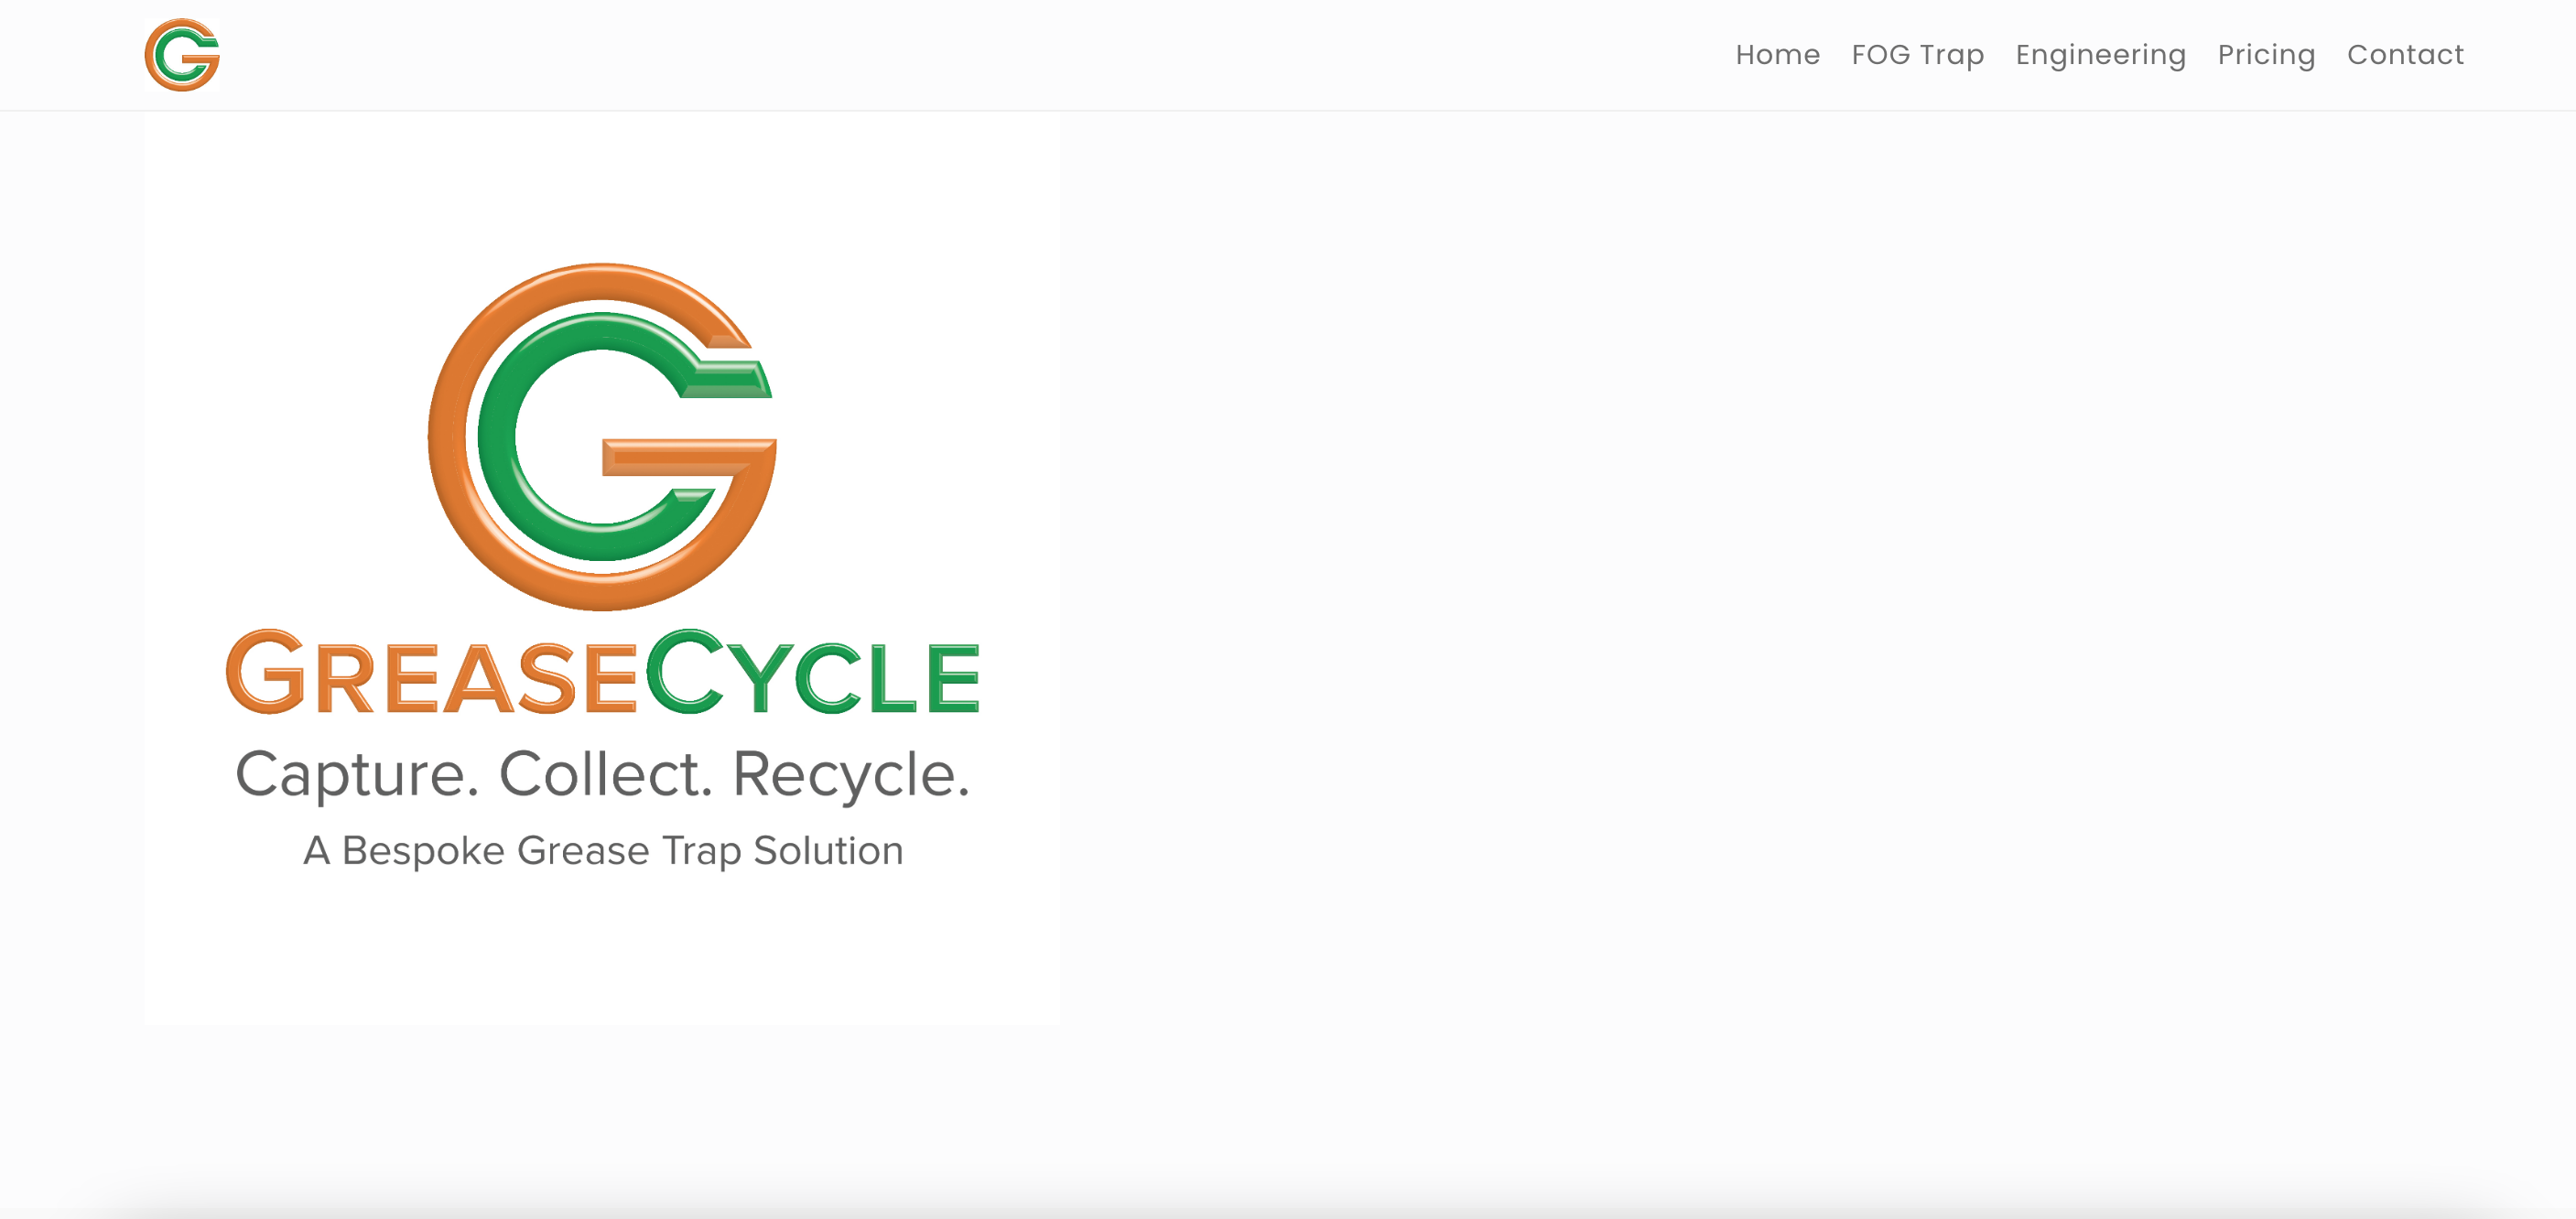 Home FOG Trap Engineering Pricing Contact
GREASECYCLE
Capture. Collect. Recycle.
A Bespoke Grease Trap Solution